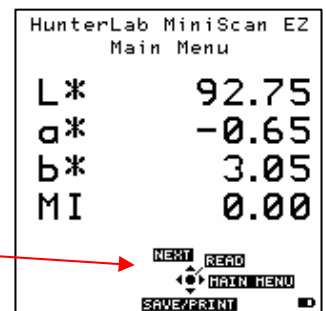 HunterLab MiniScan EZ
Main Menu
L* 92.75
a* -0.65
b* 3.05
MI 0.00
NEXT
READ
MAIN MENU
SAVE/PRINT